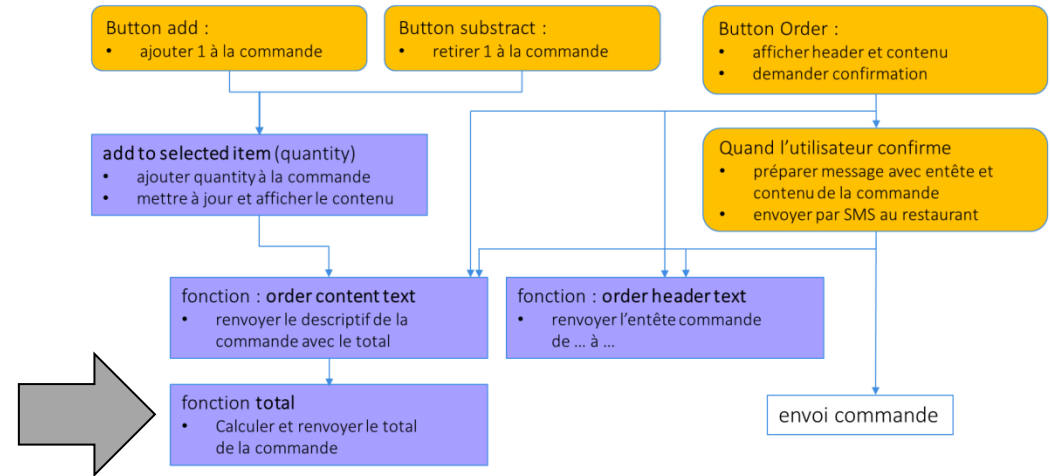 Button add :
• ajouter 1 à la commande
Button substract :
• retirer 1 à la commande
Button Order :
• afficher header et contenu
• demander confirmation
add to selected item (quantity)
• ajouter quantity à la commande
• mettre à jour et afficher le contenu
Quand l’utilisateur confirme
• préparer message avec entête et
contenu de la commande
• envoyer par SMS au restaurant
fonction : order content text
• renvoyer le descriptif de la
commande avec le total
fonction : order header text
• renvoyer l’entête commande
de ... à ...
fonction total
• Calculer et renvoyer le total
de la commande
envoi commande